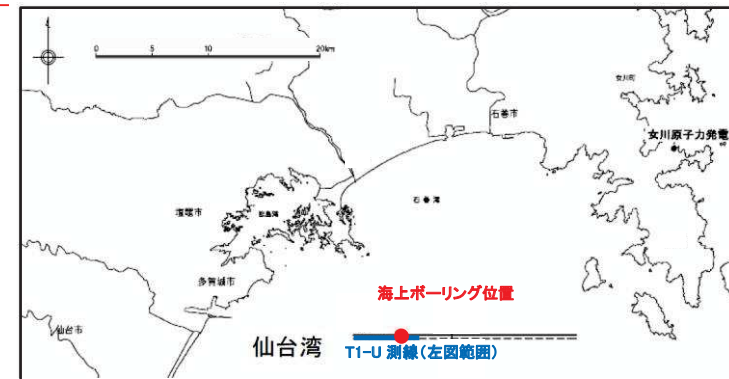 0 5 10 20km
女川町
石巻市
女川原子力発電
石巻湾
塩竈市
松島湾
多賀城市
海上ボーリング位置
仙台市
仙台湾
T1-U 測線(左図範囲)